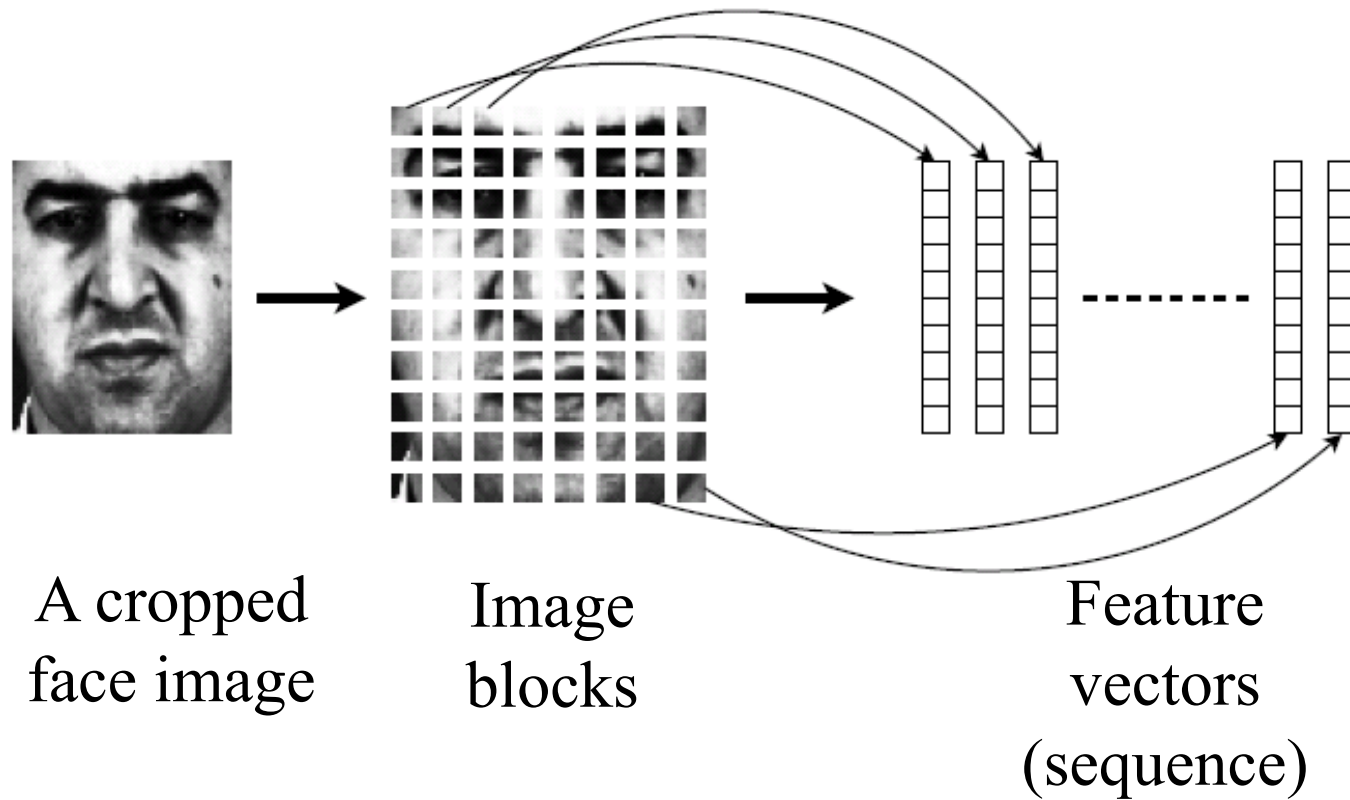 A cropped
face image
Image
blocks
Feature
vectors
(sequence)